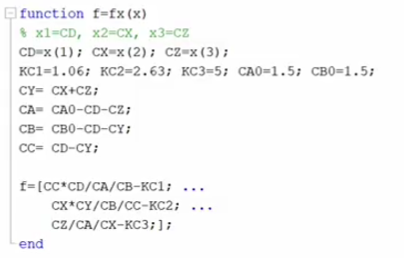 function f=fx(x)
% x1=CD, x2=CX, x3=CZ
CD=x(1); CX=x(2); CZ=x(3);
KC1=1.06; KC2=2.63; KC3=5; CA0=1.5; CB0=1.5;
CY= CX+CZ;
CA= CA0-CD-CZ;
CB= CB0-CD-CY;
CC= CD-CY;
f=[CC*CD/CA/CB-KC1; ...
CX*CY/CB/CC-KC2; ...
CZ/CA/CX-KC3;];
end